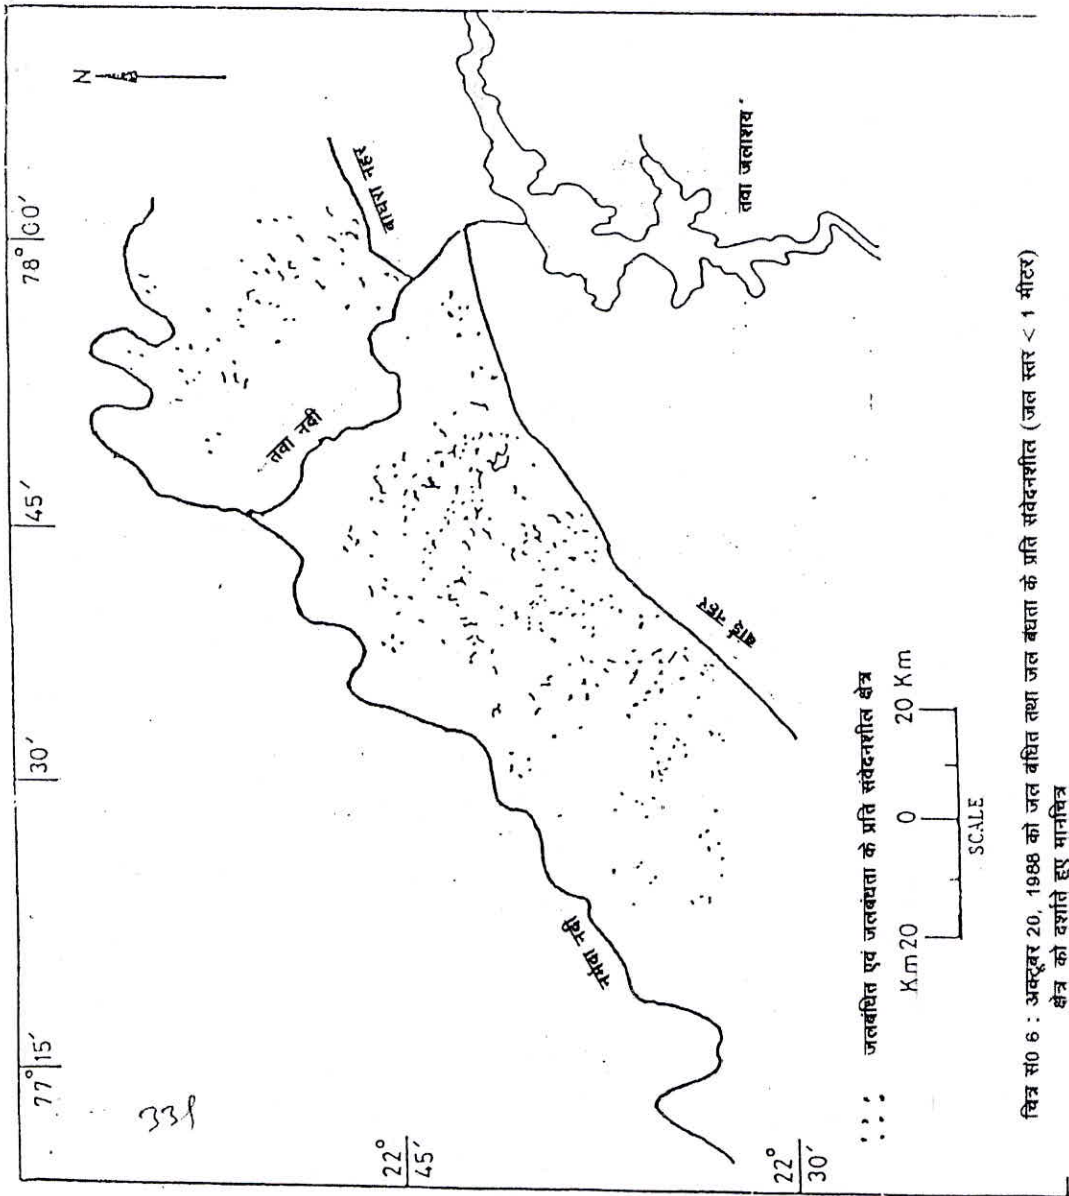 77° 15′
30′
45′
78° 00′
N
22° 45′
22° 30′
नर्मदा नदी
तवा नदी
बागरा नहर
बांई नहर
तवा जलाशय
जलबंधित एवं जलबंधता के प्रति संवेदनशील क्षेत्र
Km 20 0 20 Km
SCALE
चित्र सं0 6 : अक्टूबर 20, 1988 को जल बंधित तथा जल बंधता के प्रति संवेदनशील (जल स्तर < 1 मीटर)
क्षेत्र को दर्शाते हुए मानचित्र